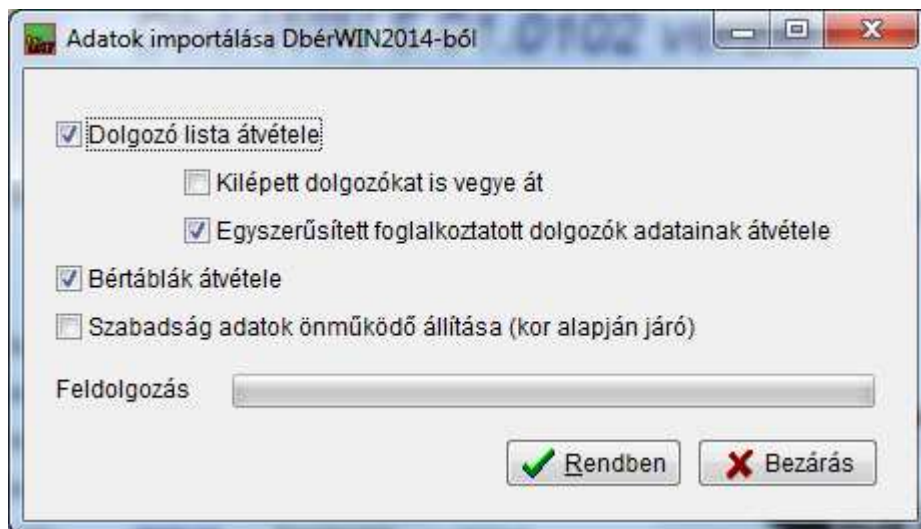 Adatok importálása DbérWIN2014-ből
Dolgozó lista átvétele
Kilépett dolgozókat is vegye át
Egyszerűsített foglalkoztatott dolgozók adatainak átvétele
Bértáblák átvétele
Szabadság adatok önműködő állítása (kor alapján járó)
Feldolgozás
Rendben
Bezárás